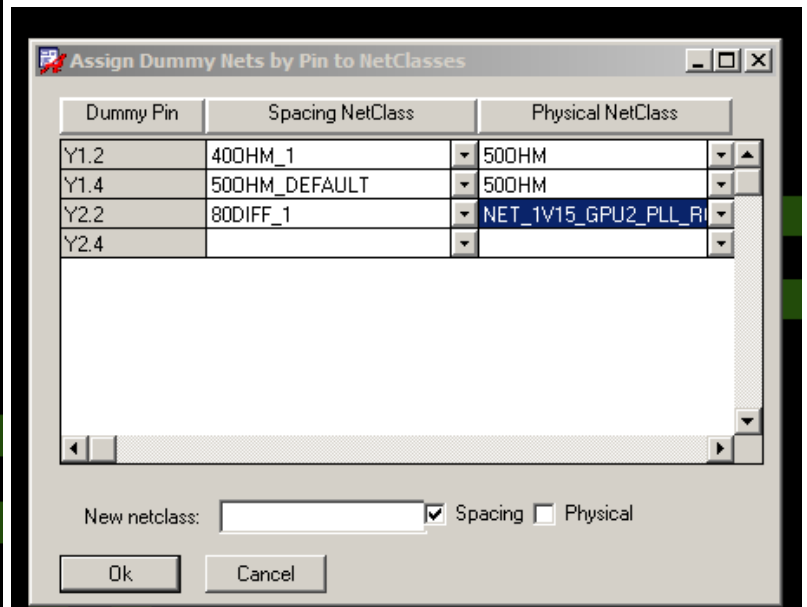 Assign Dummy Nets by Pin to NetClasses
Dummy Pin Spacing NetClass Physical NetClass
Y1.2 40OHM_1 50OHM
Y1.4 50OHM_DEFAULT 50OHM
Y2.2 80DIFF_1 NET_1V15_GPU2_PLL_R
Y2.4
New netclass: Spacing Physical
Ok Cancel